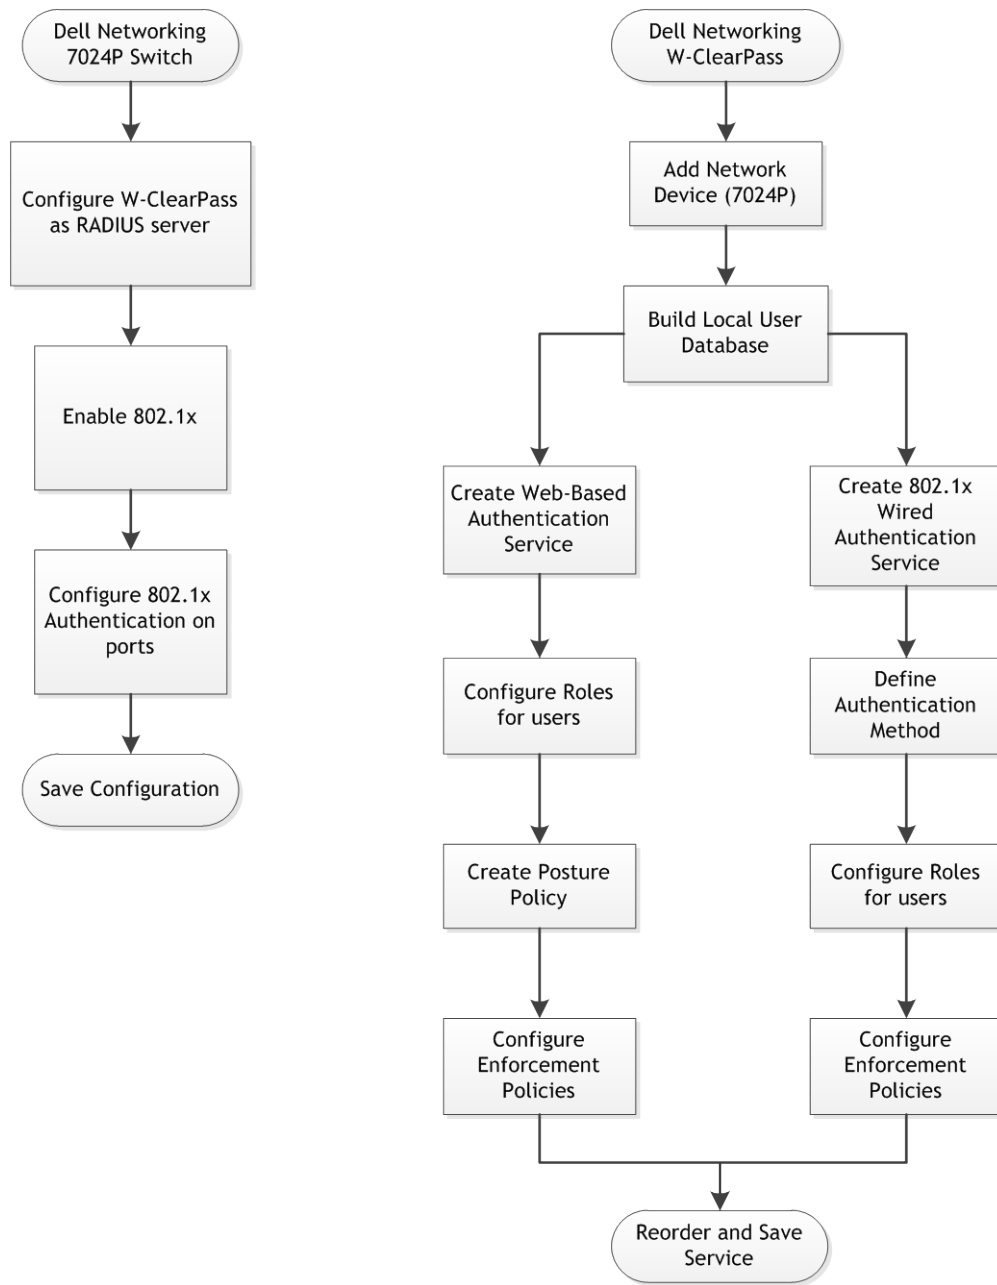 Dell Networking
7024P Switch
Configure W-ClearPass
as RADIUS server
Enable 802.1x
Configure 802.1x
Authentication on
ports
Save Configuration
Dell Networking
W-ClearPass
Add Network
Device (7024P)
Build Local User
Database
Create Web-Based
Authentication
Service
Configure Roles
for users
Create Posture
Policy
Configure
Enforcement
Policies
Create 802.1x
Wired
Authentication
Service
Define
Authentication
Method
Configure Roles
for users
Configure
Enforcement
Policies
Reorder and Save
Service